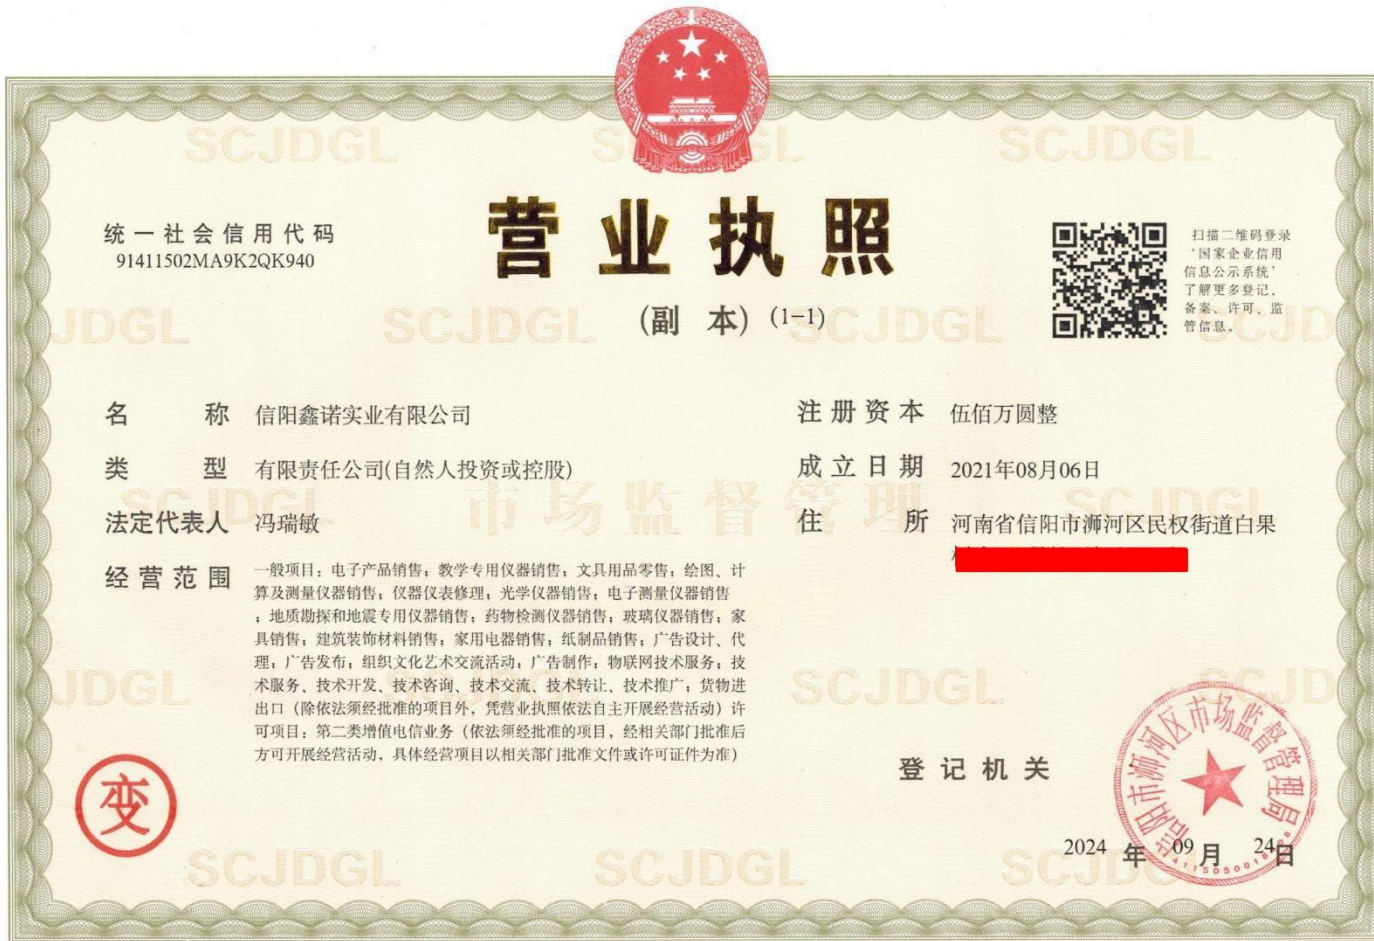 营业执照
(副 本) (1-1)
统一社会信用代码
91411502MA9K2QK940
扫描二维码登录
“国家企业信用
信息公示系统”
了解更多登记、
备案、许可、监
管信息。
名 称 信阳鑫诺实业有限公司
类 型 有限责任公司(自然人投资或控股)
法定代表人 冯瑞敏
经营范围 一般项目：电子产品销售；教学专用仪器销售；文具用品零售；绘图、计
算及测量仪器销售；仪器仪表修理；光学仪器销售；电子测量仪器销售
；地质勘探和地震专用仪器销售；药物检测仪器销售；玻璃仪器销售；家
具销售；建筑装饰材料销售；家用电器销售；纸制品销售；广告设计、代
理；广告发布；组织文化艺术交流活动；广告制作；物联网技术服务；技
术服务、技术开发、技术咨询、技术交流、技术转让、技术推广；货物进
出口（除依法须经批准的项目外，凭营业执照依法自主开展经营活动）许
可项目：第二类增值电信业务（依法须经批准的项目，经相关部门批准后
方可开展经营活动，具体经营项目以相关部门批准文件或许可证件为准）
注册资本 伍佰万圆整
成立日期 2021年08月06日
住 所 河南省信阳市浉河区民权街道白果
变
登记机关
信阳市浉河区市场监督管理局
2024 年 09 月 24 日
SCJDGL
市场监督管理